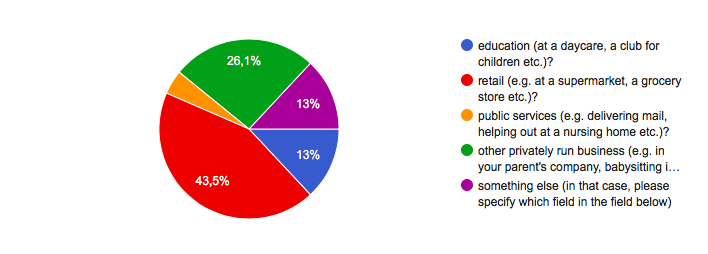 26,1%
13%
13%
43,5%
education (at a daycare, a club for
children etc.)?
retail (e.g. at a supermarket, a grocery
store etc.)?
public services (e.g. delivering mail,
helping out at a nursing home etc.)?
other privately run business (e.g. in
your parent's company, babysitting i…
something else (in that case, please
specify which field in the field below)